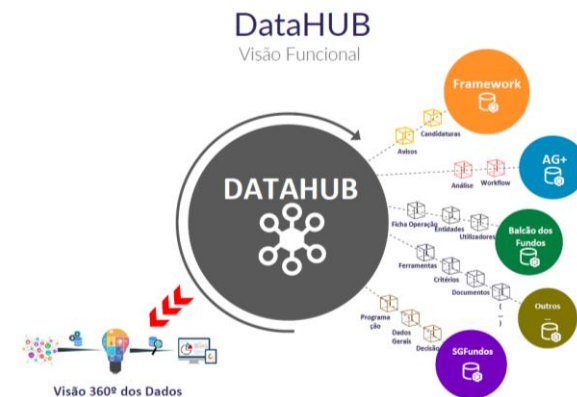 DataHUB
Visão Funcional
Framework
Candidaturas
Avisos
AG+
Workflow
Análise
DATAHUB
Ficha Operação
Entidades
Utilizadores
Balcão dos
Fundos
Ferramentas
Critérios
Documentos
( )
Outros
...
Programa
ção
Dados
Gerais
Decisão
SGFundos
Visão 360º dos Dados